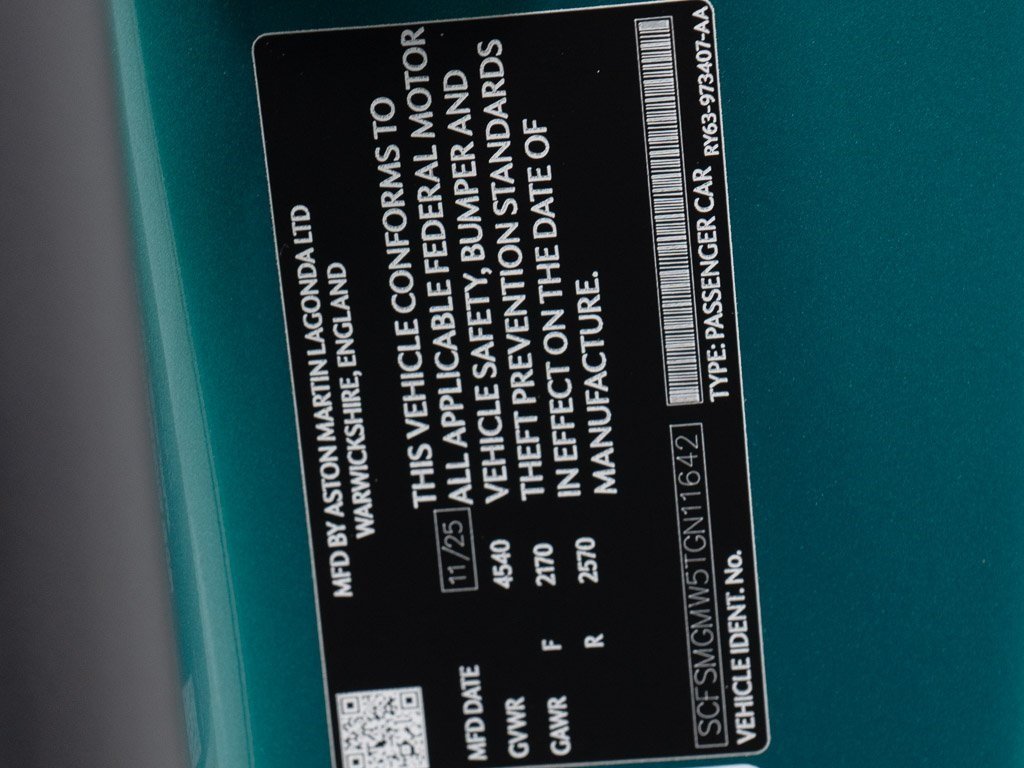 MFD BY ASTON MARTIN LAGONDA LTD
WARWICKSHIRE, ENGLAND
MFD DATE 11/25
GVWR 4540
GAWR F 2170
R 2570
THIS VEHICLE CONFORMS TO
ALL APPLICABLE FEDERAL MOTOR
VEHICLE SAFETY, BUMPER AND
THEFT PREVENTION STANDARDS
IN EFFECT ON THE DATE OF
MANUFACTURE.
SCFSMGMW5TGN11642
VEHICLE IDENT. No.
TYPE: PASSENGER CAR
RY63-973407-AA